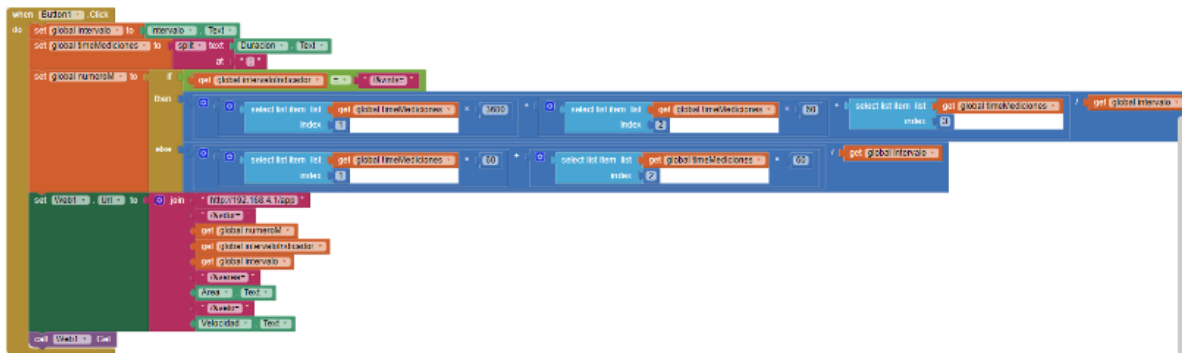 when Button1 .Click
do set global intervalo to Intervalo . Text
set global timeMediciones to split text Duracion . Text
at " : "
set global numeroM to if get global intervaloIndicador =
then select list item list get global timeMediciones × 3600 + select list item list get global timeMediciones × 60 + select list item list get global timeMediciones / get global intervalo
index 1 index 2 index 3
else select list item list get global timeMediciones × 60 + select list item list get global timeMediciones × 60 / get global intervalo
index 1 index 2
set Web1 . Url to join " http://192.168.4.1/app "
get global numeroM
get global intervaloIndicador
get global intervalo
Area . Text
Velocidad . Text
call Web1 .Get